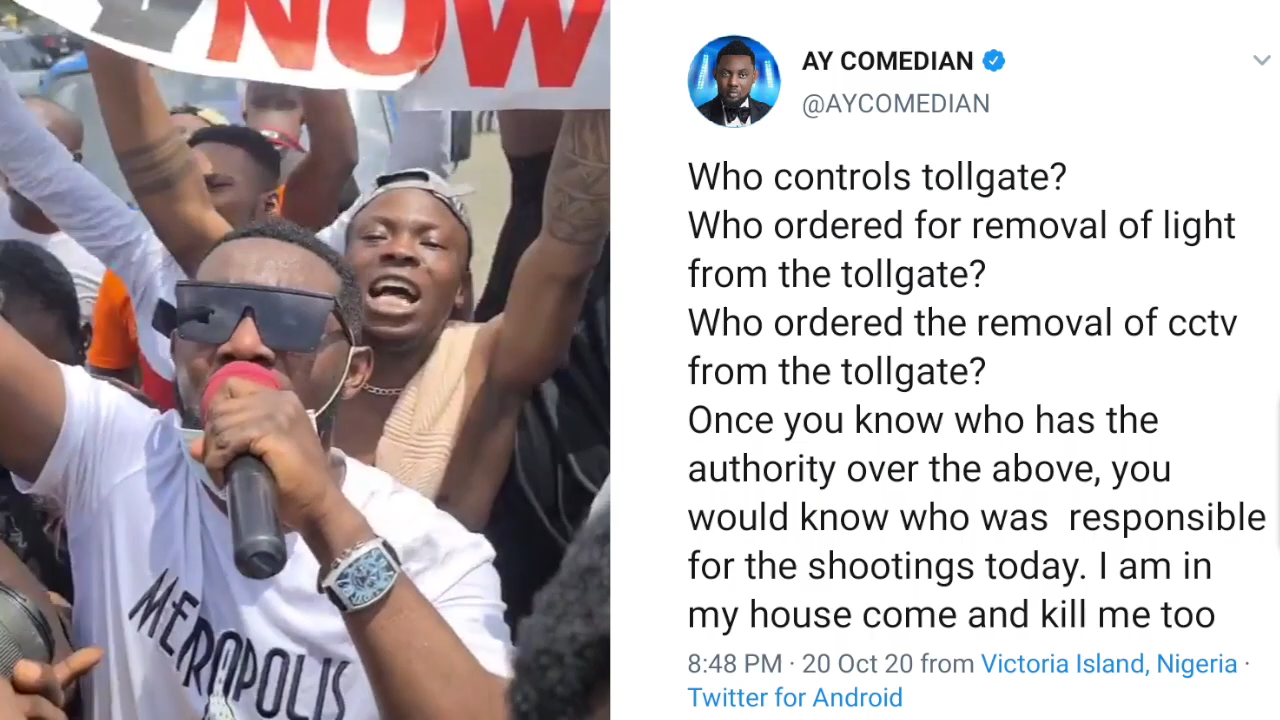 NOW
METROPOLIS
AY COMEDIAN
@AYCOMEDIAN
Who controls tollgate?
Who ordered for removal of light
from the tollgate?
Who ordered the removal of cctv
from the tollgate?
Once you know who has the
authority over the above, you
would know who was  responsible
for the shootings today. I am in
my house come and kill me too
8:48 PM · 20 Oct 20 from Victoria Island, Nigeria ·
Twitter for Android